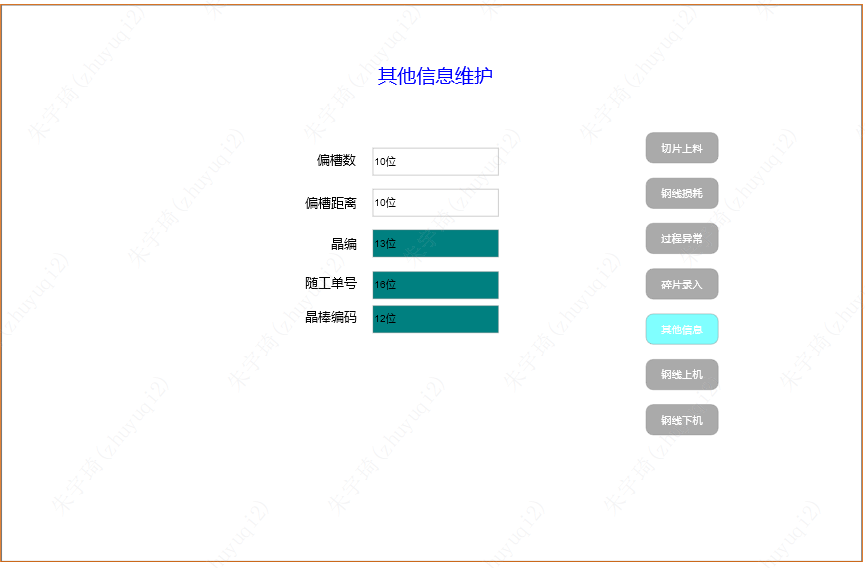 其他信息维护
偏槽数 10位
偏槽距离 10位
晶编 13位
随工单号 16位
晶棒编码 12位
切片上料
钢线损耗
过程异常
碎片录入
其他信息
钢线上机
钢线下机
朱宇琦(zhuyuqi2)